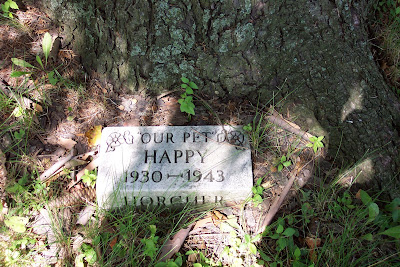 OUR PET
HAPPY
1930 — 1943
HORCHER